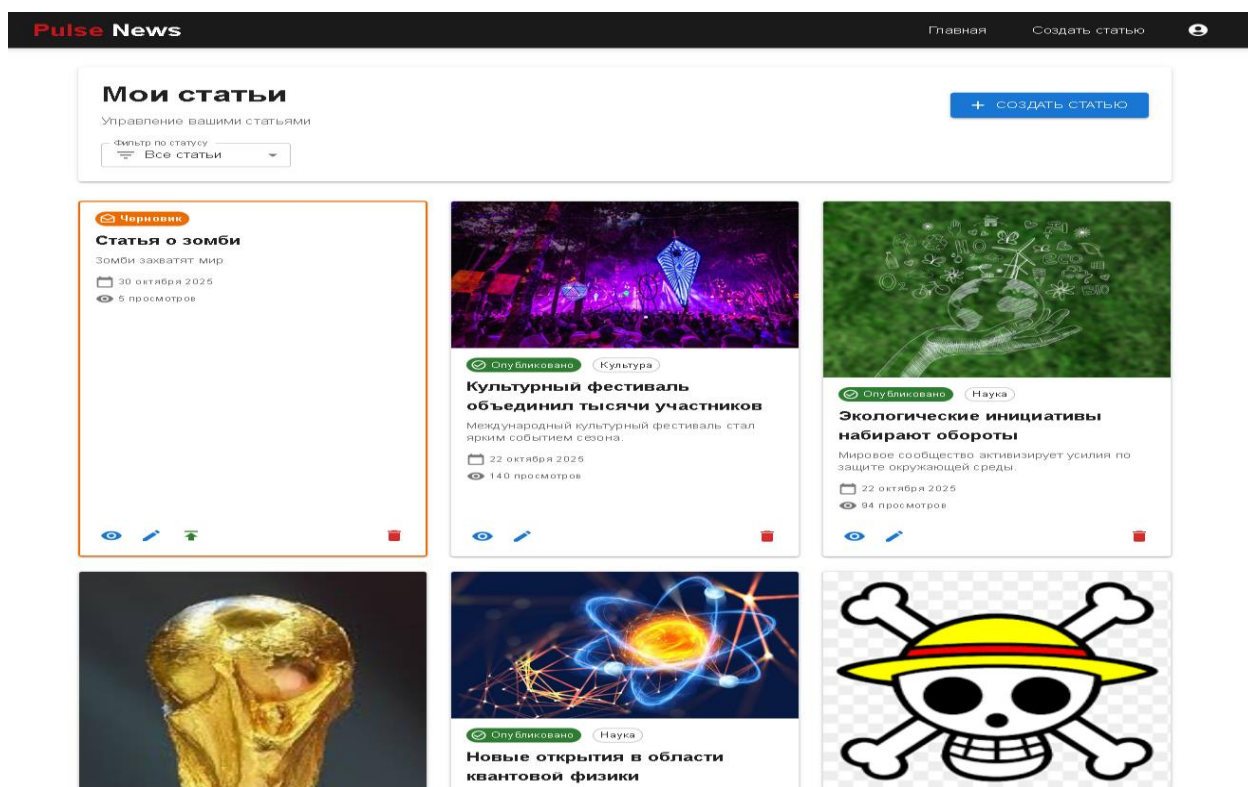 Pulse News
Главная
Создать статью
Мои статьи
Управление вашими статьями
+ СОЗДАТЬ СТАТЬЮ
Фильтр по статусу
Все статьи
Черновик
Статья о зомби
Зомби захватят мир
30 октября 2025
5 просмотров
Опубликовано
Культура
Культурный фестиваль
объединил тысячи участников
Международный культурный фестиваль стал
ярким событием сезона.
22 октября 2025
140 просмотров
O₂
ECO
BIO
Опубликовано
Наука
Экологические инициативы
набирают обороты
Мировое сообщество активизирует усилия по
защите окружающей среды.
22 октября 2025
94 просмотров
Опубликовано
Наука
Новые открытия в области
квантовой физики